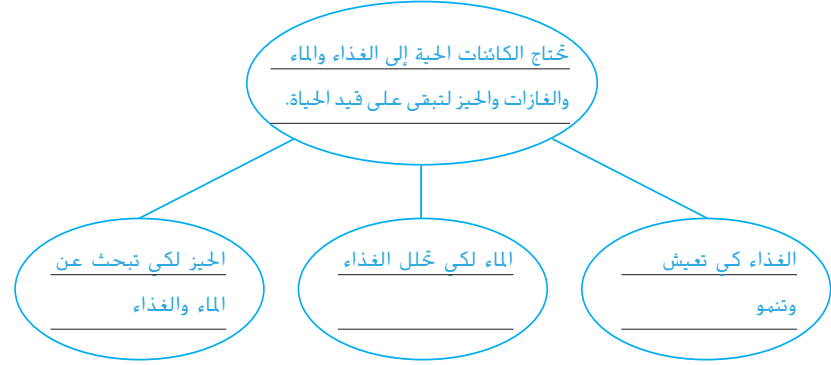 تحتاج الكائنات الحية إلى الغذاء والماء
والغازات والحيز لتبقى على قيد الحياة.
الغذاء كي تعيش
وتنمو
الماء لكي تحلل الغذاء
الحيز لكي تبحث عن
الماء والغذاء